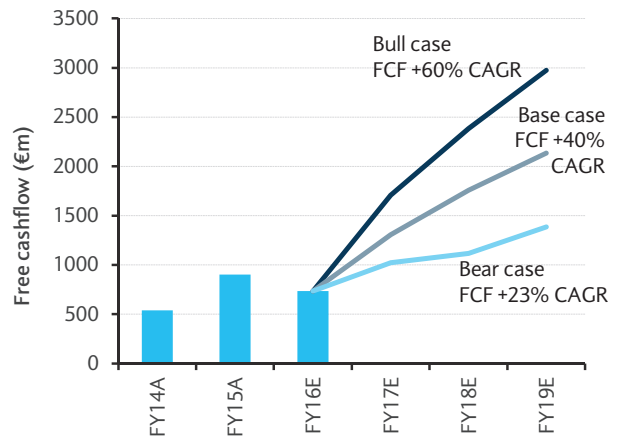 Free cashflow (€m)
3500
3000
2500
2000
1500
1000
500
0
Bull case
FCF +60% CAGR
Base case
FCF +40%
CAGR
Bear case
FCF +23% CAGR
FY14A
FY15A
FY16E
FY17E
FY18E
FY19E